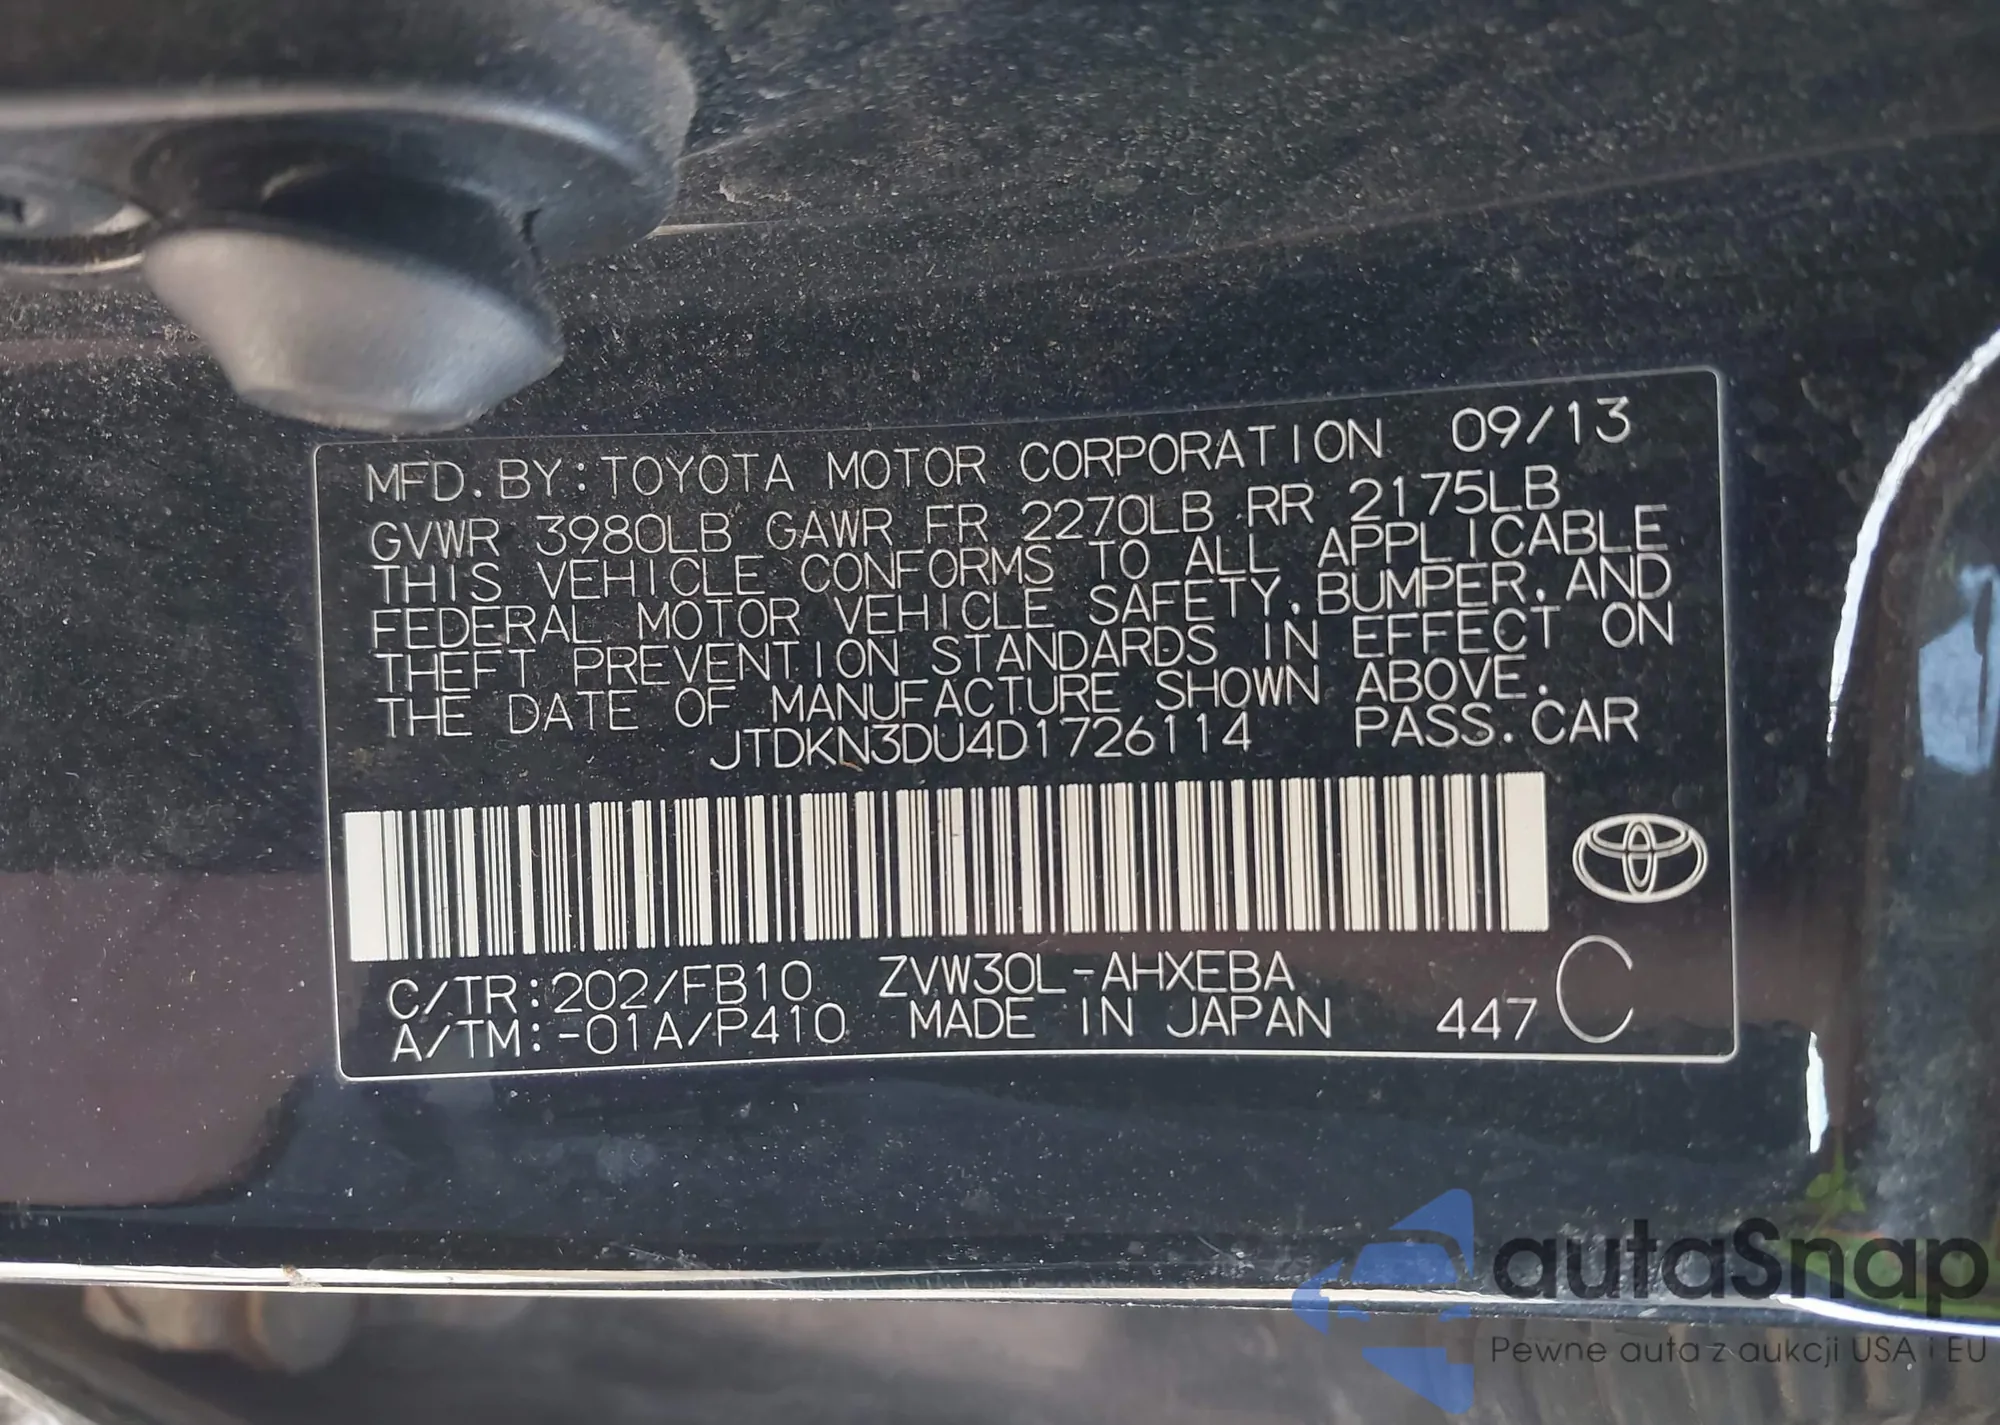 MFD. BY: TOYOTA MOTOR CORPORATION 09/13
GVWR 3980LB GAWR FR 2270LB RR 2175LB
THIS VEHICLE CONFORMS TO ALL APPLICABLE
FEDERAL MOTOR VEHICLE SAFETY, BUMPER, AND
THEFT PREVENTION STANDARDS IN EFFECT ON
THE DATE OF MANUFACTURE SHOWN ABOVE.
JTDKN3DU4D1726114 PASS. CAR
C/TR: 202/FB10 ZVW30L-AHXEBA
A/TM: -01A/P410 MADE IN JAPAN 447 C
autaSnap
Pewne auta z aukcji USA i EU